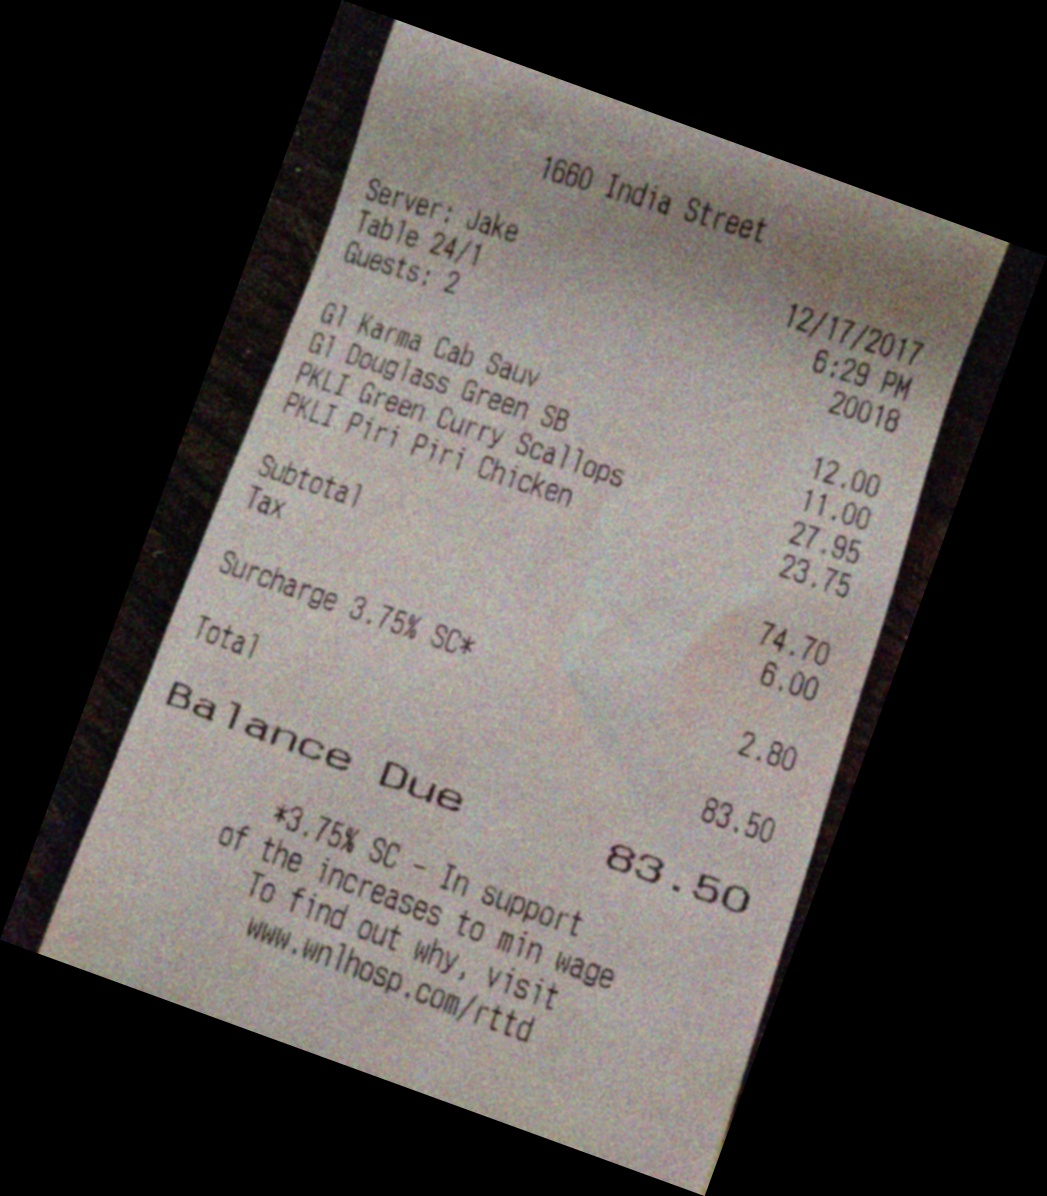 1660 India Street
Server: Jake 12/17/2017
Table 24/1 6:29 PM
Guests: 2 20018
Gl Karma Cab Sauv 12.00
Gl Douglass Green SB 11.00
PKLI Green Curry Scallops 27.95
PKLI Piri Piri Chicken 23.75
Subtotal 74.70
Tax 6.00
Surcharge 3.75% SC* 2.80
Total 83.50
Balance Due 83.50
*3.75% SC - In support
of the increases to min wage
To find out why, visit
www.wnlhosp.com/rttd